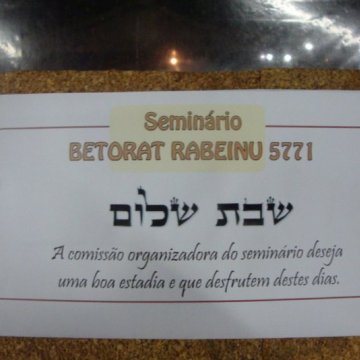 Seminário
BETORAT RABEINU 5771
שבת שלום
A comissão organizadora do seminário deseja
uma boa estadia e que desfrutem destes dias.